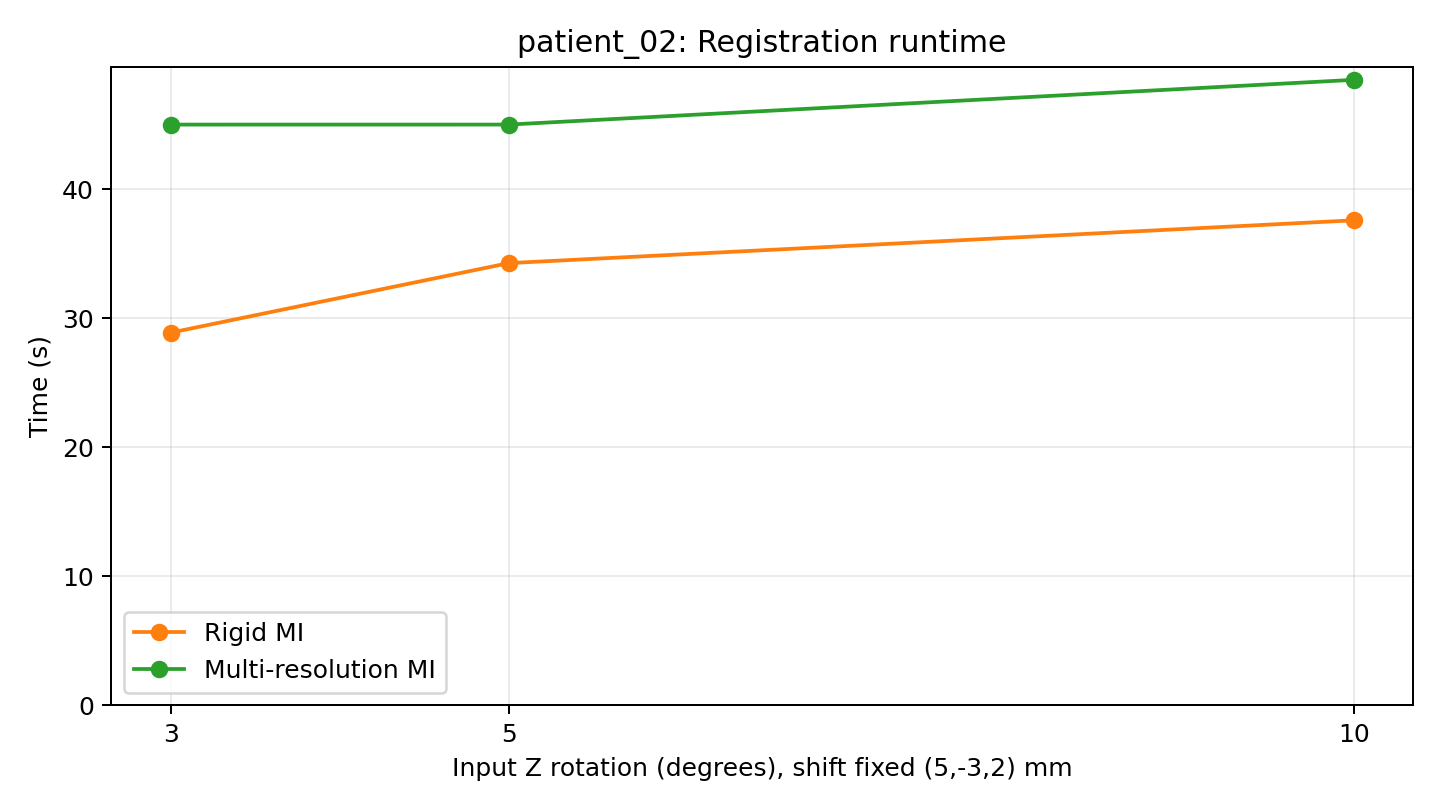 patient_02: Registration runtime
Time (s)
40
30
20
10
0
Rigid MI
Multi-resolution MI
3 5 10
Input Z rotation (degrees), shift fixed (5,-3,2) mm